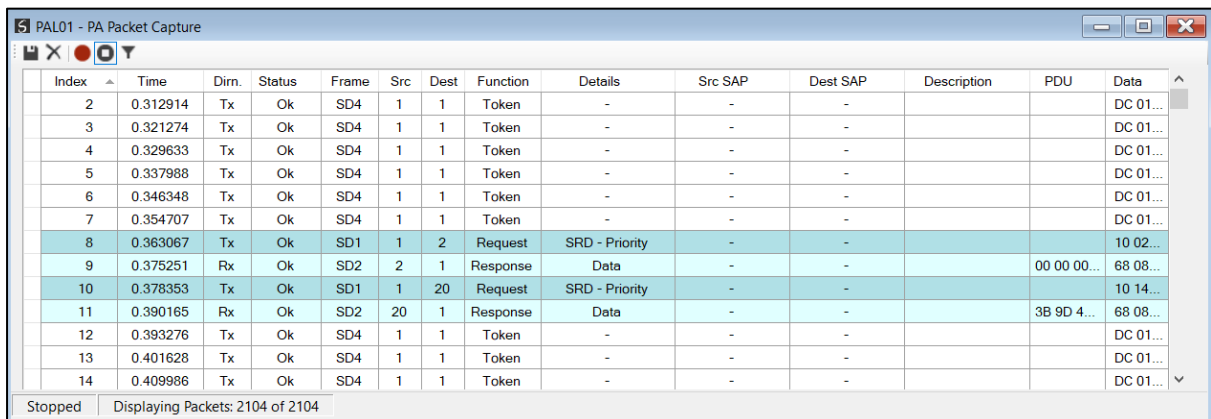 PAL01 - PA Packet Capture
Index Time Dirn. Status Frame Src Dest Function Details Src SAP Dest SAP Description PDU Data
2 0.312914 Tx Ok SD4 1 1 Token - - - DC 01...
3 0.321274 Tx Ok SD4 1 1 Token - - - DC 01...
4 0.329633 Tx Ok SD4 1 1 Token - - - DC 01...
5 0.337988 Tx Ok SD4 1 1 Token - - - DC 01...
6 0.346348 Tx Ok SD4 1 1 Token - - - DC 01...
7 0.354707 Tx Ok SD4 1 1 Token - - - DC 01...
8 0.363067 Tx Ok SD1 1 2 Request SRD - Priority - - 10 02...
9 0.375251 Rx Ok SD2 2 1 Response Data - - 00 00 00... 68 08...
10 0.378353 Tx Ok SD1 1 20 Request SRD - Priority - - 10 14...
11 0.390165 Rx Ok SD2 20 1 Response Data - - 3B 9D 4... 68 08...
12 0.393276 Tx Ok SD4 1 1 Token - - - DC 01...
13 0.401628 Tx Ok SD4 1 1 Token - - - DC 01...
14 0.409986 Tx Ok SD4 1 1 Token - - - DC 01...
Stopped Displaying Packets: 2104 of 2104